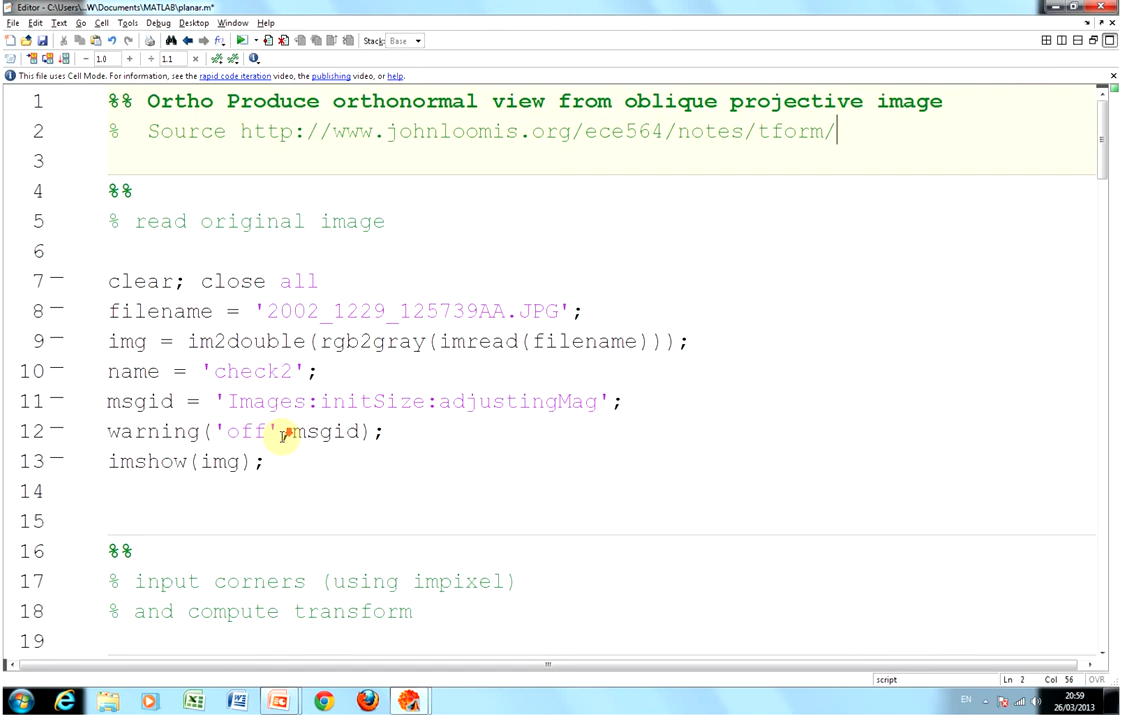 Editor - C:\Users\...W\Documents\MATLAB\planar.m*
File Edit Text Go Cell Tools Debug Desktop Window Help
Stack: Base
− 1.0 + ÷ 1.1 ×
This file uses Cell Mode. For information, see the rapid code iteration video, the publishing video, or help.
1 %% Ortho Produce orthonormal view from oblique projective image
2 % Source http://www.johnloomis.org/ece564/notes/tform/
3
4 %%
5 % read original image
6
7 clear; close all
8 filename = '2002_1229_125739AA.JPG';
9 img = im2double(rgb2gray(imread(filename)));
10 name = 'check2';
11 msgid = 'Images:initSize:adjustingMag';
12 warning('off',msgid);
13 imshow(img);
14
15
16 %%
17 % input corners (using impixel)
18 % and compute transform
19
script Ln 2 Col 56 OVR
EN 20:59
26/03/2013